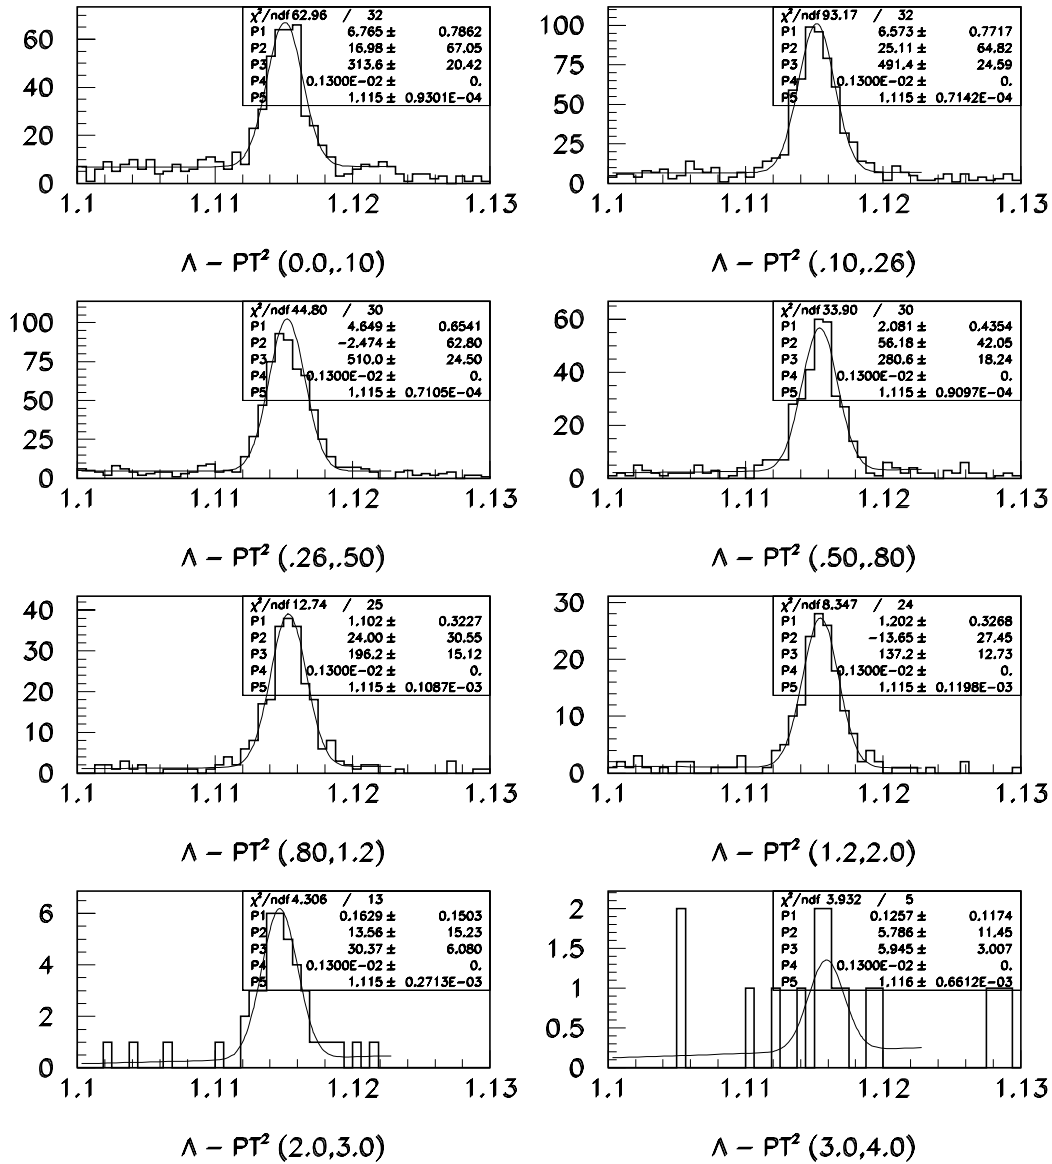 χ²/ndf 62.96 / 32
P1 6.765 ± 0.7862
P2 16.98 ± 67.05
P3 313.6 ± 20.42
P4 0.1300E-02 ± 0.
P5 1.115 ± 0.9301E-04
60
40
20
0
1.1 1.11 1.12 1.13
Λ – PT² (0.0,.10)
χ²/ndf 93.17 / 32
P1 6.573 ± 0.7717
P2 25.11 ± 64.82
P3 491.4 ± 24.59
P4 0.1300E-02 ± 0.
P5 1.115 ± 0.7142E-04
100
75
50
25
0
1.1 1.11 1.12 1.13
Λ – PT² (.10,.26)
χ²/ndf 44.80 / 30
P1 4.649 ± 0.6541
P2 −2.474 ± 62.80
P3 510.0 ± 24.50
P4 0.1300E-02 ± 0.
P5 1.115 ± 0.7105E-04
100
75
50
25
0
1.1 1.11 1.12 1.13
Λ – PT² (.26,.50)
χ²/ndf 33.90 / 30
P1 2.081 ± 0.4354
P2 56.18 ± 42.05
P3 280.6 ± 18.24
P4 0.1300E-02 ± 0.
P5 1.115 ± 0.9097E-04
60
40
20
0
1.1 1.11 1.12 1.13
Λ – PT² (.50,.80)
χ²/ndf 12.74 / 25
P1 1.102 ± 0.3227
P2 24.00 ± 30.55
P3 196.2 ± 15.12
P4 0.1300E-02 ± 0.
P5 1.115 ± 0.1087E-03
40
30
20
10
0
1.1 1.11 1.12 1.13
Λ – PT² (.80,1.2)
χ²/ndf 8.347 / 24
P1 1.202 ± 0.3268
P2 −13.65 ± 27.45
P3 137.2 ± 12.73
P4 0.1300E-02 ± 0.
P5 1.115 ± 0.1198E-03
30
20
10
0
1.1 1.11 1.12 1.13
Λ – PT² (1.2,2.0)
χ²/ndf 4.306 / 13
P1 0.1629 ± 0.1503
P2 13.56 ± 15.23
P3 30.37 ± 6.080
P4 0.1300E-02 ± 0.
P5 1.115 ± 0.2713E-03
6
4
2
0
1.1 1.11 1.12 1.13
Λ – PT² (2.0,3.0)
χ²/ndf 3.932 / 5
P1 0.1257 ± 0.1174
P2 5.786 ± 11.45
P3 5.945 ± 3.007
P4 0.1300E-02 ± 0.
P5 1.116 ± 0.6612E-03
2
1.5
1
0.5
0
1.1 1.11 1.12 1.13
Λ – PT² (3.0,4.0)